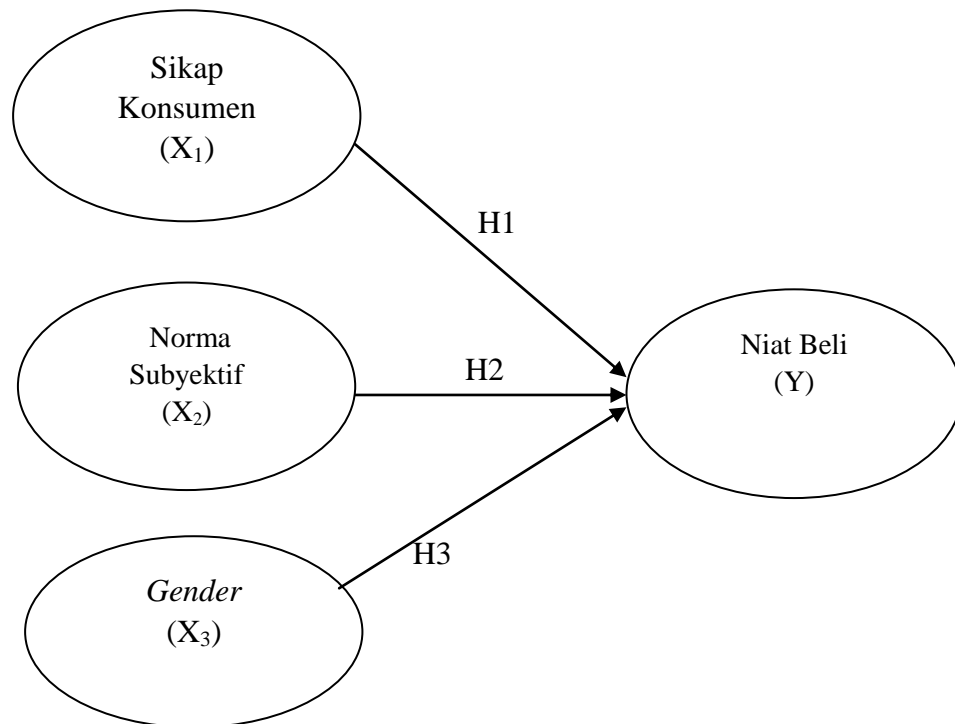 Sikap
Konsumen
(X₁)
H1
Norma
Subyektif
(X₂)
H2
Niat Beli
(Y)
H3
Gender
(X₃)